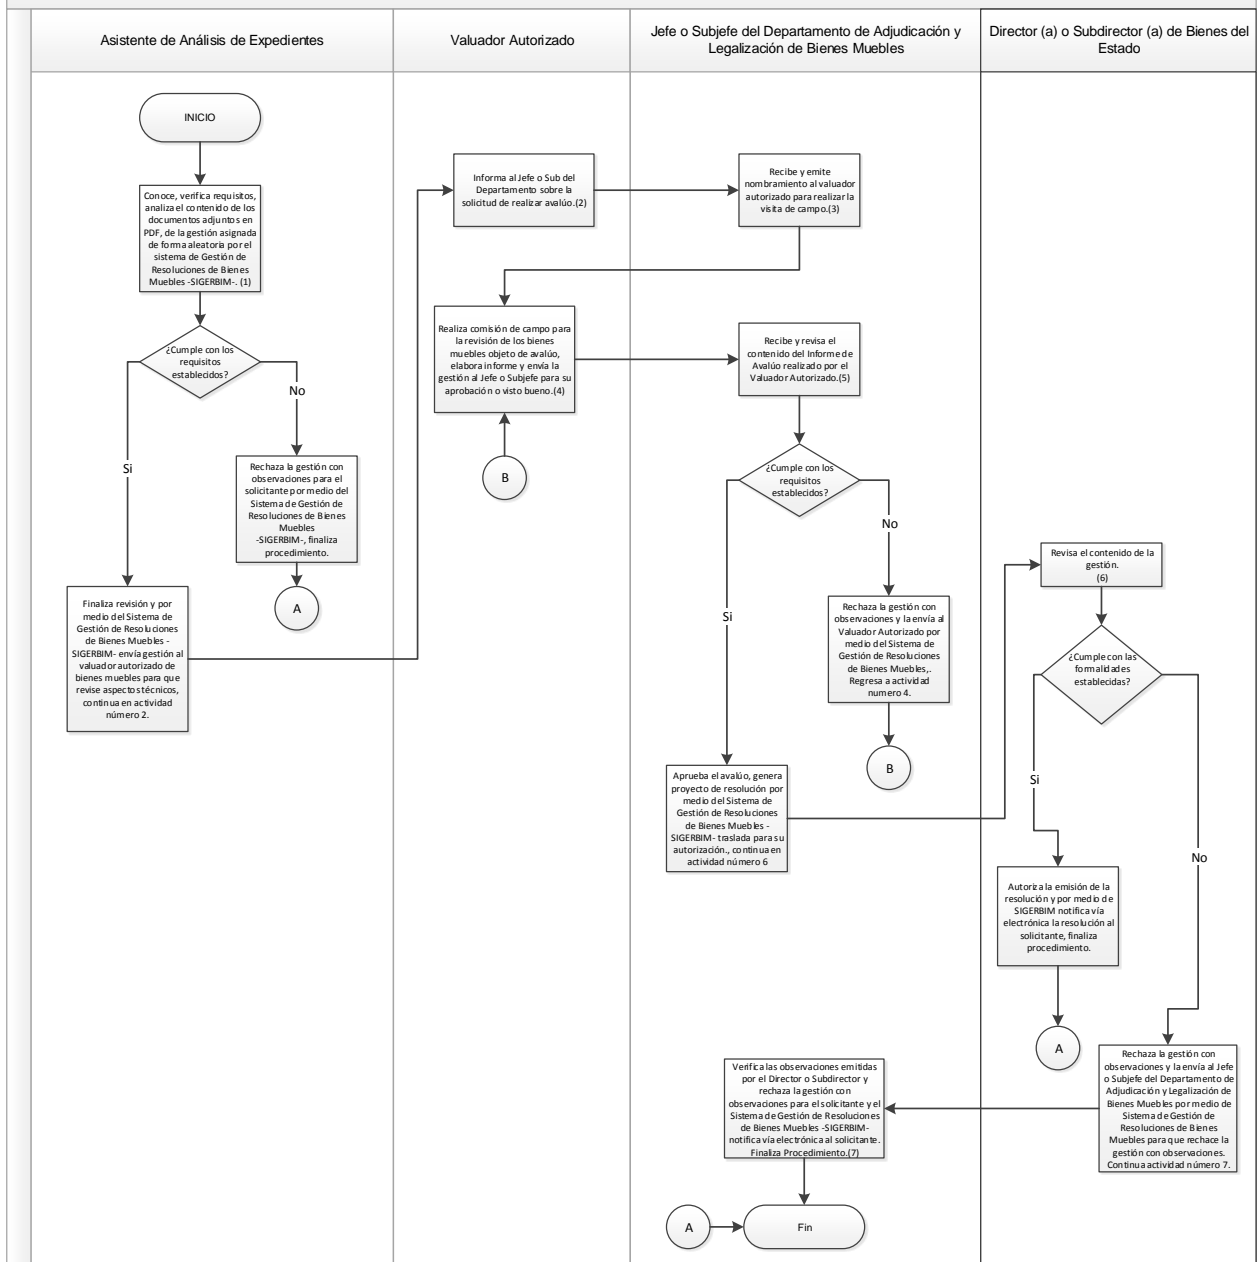 Asistente de Análisis de Expedientes
Valuador Autorizado
Jefe o Subjefe del Departamento de Adjudicación y
Legalización de Bienes Muebles
Director (a) o Subdirector (a) de Bienes del
Estado
INICIO
Conoce, verifica requisitos,
analiza el contenido de los
documentos adjuntos en
PDF, de la gestión asignada
de forma aleatoria por el
sistema de Gestión de
Resoluciones de Bienes
Muebles -SIGERBIM-. (1)
¿Cumple con los
requisitos
establecidos?
No
Si
Rechaza la gestión con
observaciones para el
solicitante por medio del
Sistema de Gestión de
Resoluciones de Bienes
Muebles
-SIGERBIM-, finaliza
procedimiento.
A
Finaliza revisión y por
medio del Sistema de
Gestión de Resoluciones
de Bienes Muebles -
SIGERBIM- envía gestión al
valuador autorizado de
bienes muebles para que
revise aspectos técnicos,
continua en actividad
número 2.
Informa al Jefe o Sub del
Departamento sobre la
solicitud de realizar avalúo.(2)
Recibe y emite
nombramiento al valuador
autorizado para realizar la
visita de campo.(3)
Realiza comisión de campo para
la revisión de los bienes
muebles objeto de avalúo,
elabora informe y envía la
gestión al Jefe o Subjefe para su
aprobación o visto bueno.(4)
B
Recibe y revisa el
contenido del Informe de
Avalúo realizado por el
Valuador Autorizado.(5)
¿Cumple con los
requisitos
establecidos?
No
Si
Rechaza la gestión con
observaciones y la envía al
Valuador Autorizado por
medio del Sistema de
Gestión de Resoluciones
de Bienes Muebles,.
Regresa a actividad
numero 4.
B
Aprueba el avalúo, genera
proyecto de resolución por
medio del Sistema de
Gestión de Resoluciones
de Bienes Muebles -
SIGERBIM- traslada para su
autorización., continua en
actividad número 6
Revisa el contenido de la
gestión.
(6)
¿Cumple con las
formalidades
establecidas?
Si
No
Autoriza la emisión de la
resolución y por medio de
SIGERBIM notifica vía
electrónica la resolución al
solicitante, finaliza
procedimiento.
A
Rechaza la gestión con
observaciones y la envía al Jefe
o Subjefe del Departamento de
Adjudicación y Legalización de
Bienes Muebles por medio de
Sistema de Gestión de
Resoluciones de Bienes
Muebles para que rechace la
gestión con observaciones.
Continua actividad número 7.
Verifica las observaciones emitidas
por el Director o Subdirector y
rechaza la gestión con
observaciones para el solicitante y el
Sistema de Gestión de Resoluciones
de Bienes Muebles -SIGERBIM-
notifica vía electrónica al solicitante.
Finaliza Procedimiento.(7)
A
Fin